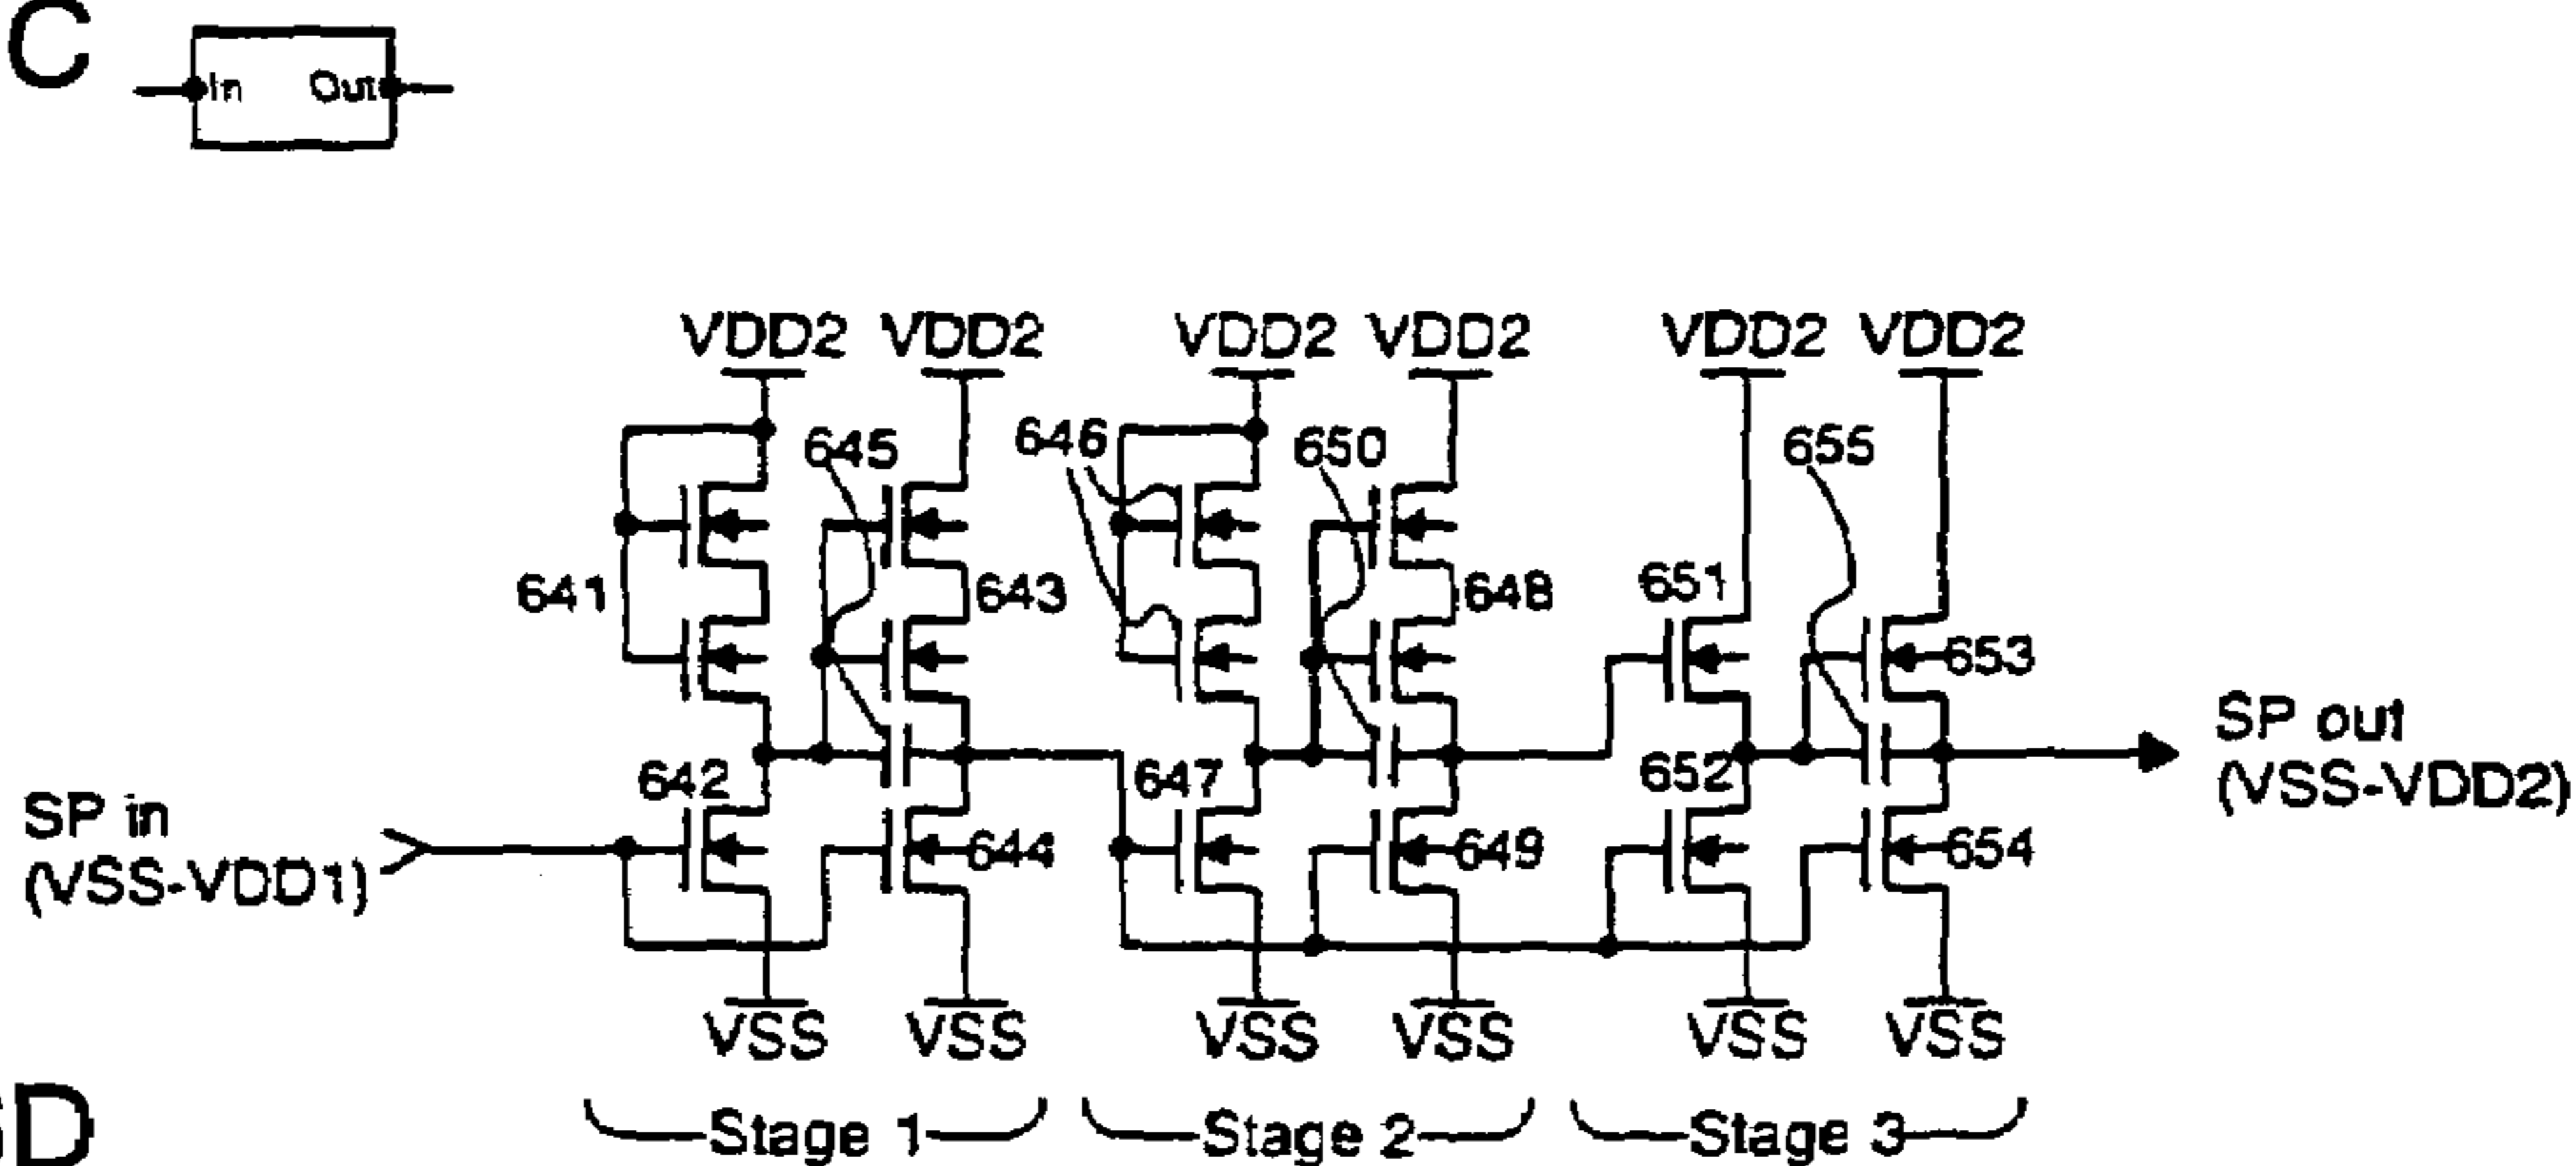 C
In Out
VDD2 VDD2 VDD2 VDD2 VDD2 VDD2
645 646 650 655
641 643 648 651
653
642 647 652
SP in
(VSS-VDD1)
644 649 654
SP out
(VSS-VDD2)
VSS VSS VSS VSS VSS VSS
D
Stage 1 Stage 2 Stage 3